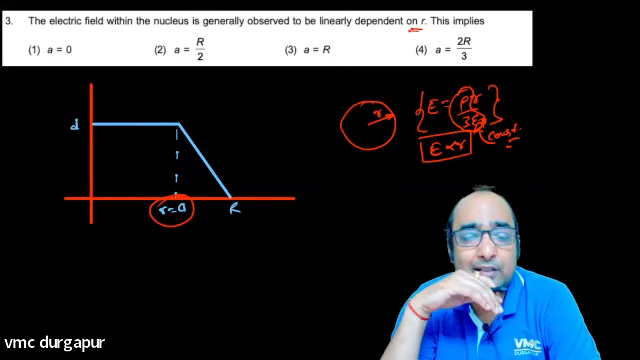 3. The electric field within the nucleus is generally observed to be linearly dependent on r. This implies
(1) a = 0 (2) a = R/2 (3) a = R (4) a = 2R/3
d
r = a
R
r
E = ρr/3ε₀
const.
E ∝ r
VMC
DURGAPUR
vmc durgapur